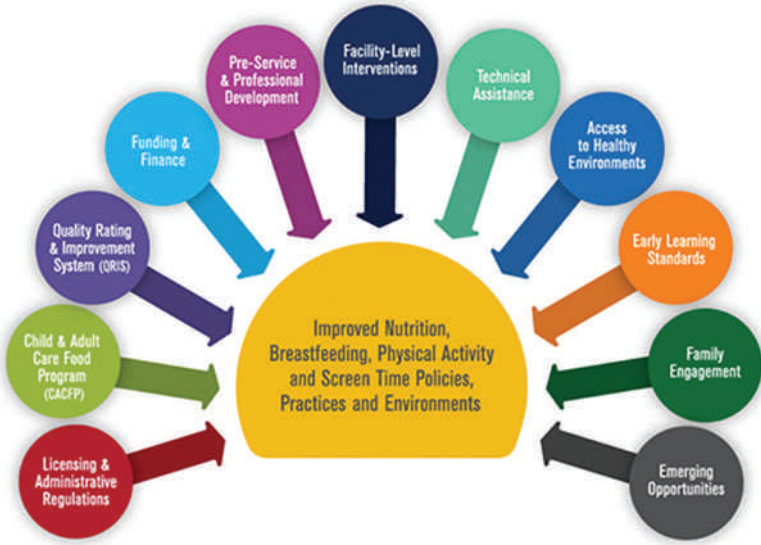 Licensing &
Administrative
Regulations
Child & Adult
Care Food
Program
(CACFP)
Quality Rating
& Improvement
System (QRIS)
Funding &
Finance
Pre-Service
& Professional
Development
Facility-Level
Interventions
Technical
Assistance
Access
to Healthy
Environments
Early Learning
Standards
Family
Engagement
Emerging
Opportunities
Improved Nutrition,
Breastfeeding, Physical Activity
and Screen Time Policies,
Practices and Environments